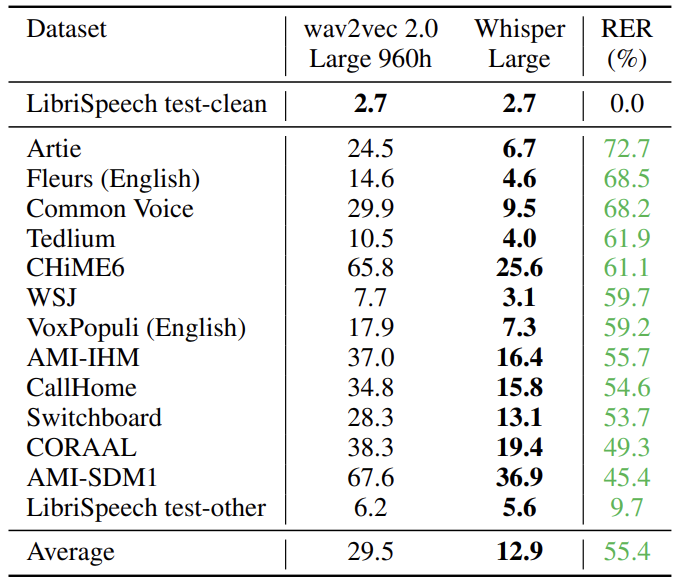 Dataset wav2vec 2.0 Whisper RER
Large 960h Large (%)
LibriSpeech test-clean 2.7 2.7 0.0
Artie 24.5 6.7 72.7
Fleurs (English) 14.6 4.6 68.5
Common Voice 29.9 9.5 68.2
Tedlium 10.5 4.0 61.9
CHiME6 65.8 25.6 61.1
WSJ 7.7 3.1 59.7
VoxPopuli (English) 17.9 7.3 59.2
AMI-IHM 37.0 16.4 55.7
CallHome 34.8 15.8 54.6
Switchboard 28.3 13.1 53.7
CORAAL 38.3 19.4 49.3
AMI-SDM1 67.6 36.9 45.4
LibriSpeech test-other 6.2 5.6 9.7
Average 29.5 12.9 55.4